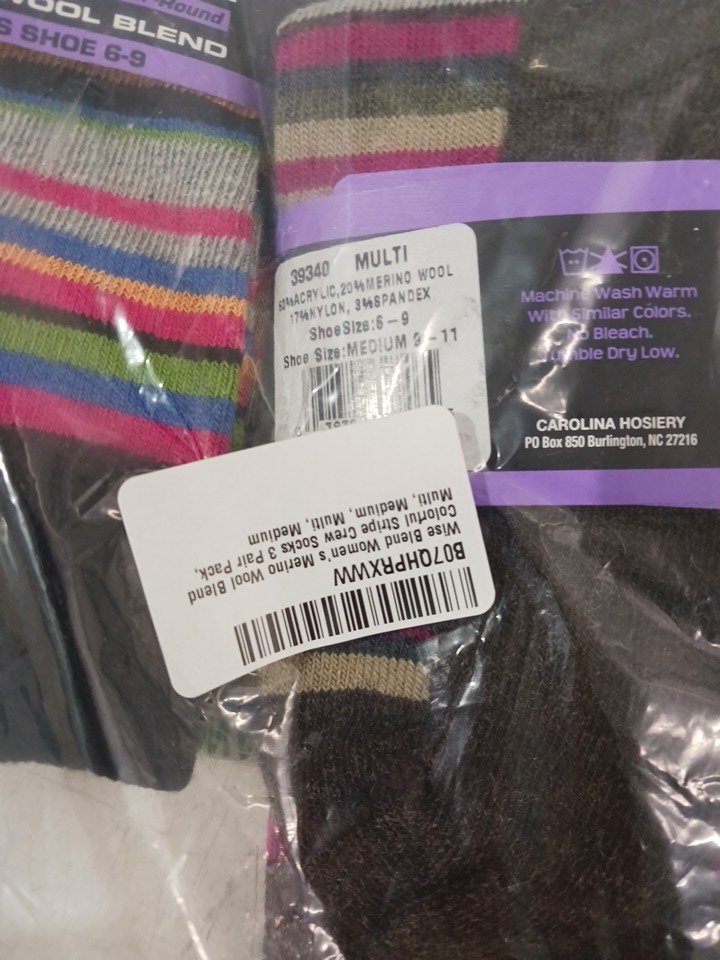 Round
WOOL BLEND
S SHOE 6-9
39340 MULTI
60%ACRYLIC,20%MERINO WOOL
17%NYLON, 3%SPANDEX
ShoeSize:6-9
Shoe Size:MEDIUM 9-11
Machine Wash Warm
With Similar Colors.
No Bleach.
Tumble Dry Low.
CAROLINA HOSIERY
PO Box 850 Burlington, NC 27216
B07QHPRXWW
Wise Blend Women's Merino Wool Blend
Colorful Stripe Crew Socks 3 Pair Pack,
Multi, Medium, Multi, Medium